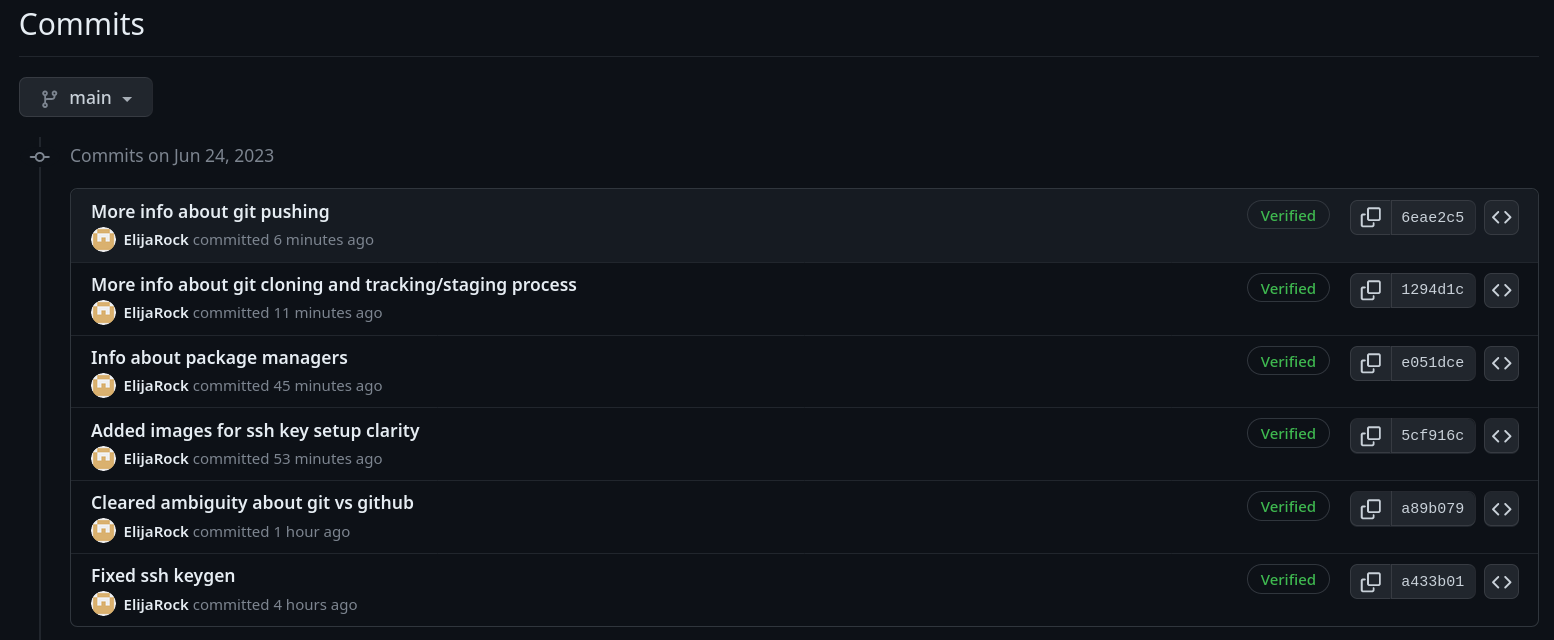 Commits
main
Commits on Jun 24, 2023
More info about git pushing
ElijaRock committed 6 minutes ago
Verified
6eae2c5
More info about git cloning and tracking/staging process
ElijaRock committed 11 minutes ago
Verified
1294d1c
Info about package managers
ElijaRock committed 45 minutes ago
Verified
e051dce
Added images for ssh key setup clarity
ElijaRock committed 53 minutes ago
Verified
5cf916c
Cleared ambiguity about git vs github
ElijaRock committed 1 hour ago
Verified
a89b079
Fixed ssh keygen
ElijaRock committed 4 hours ago
Verified
a433b01